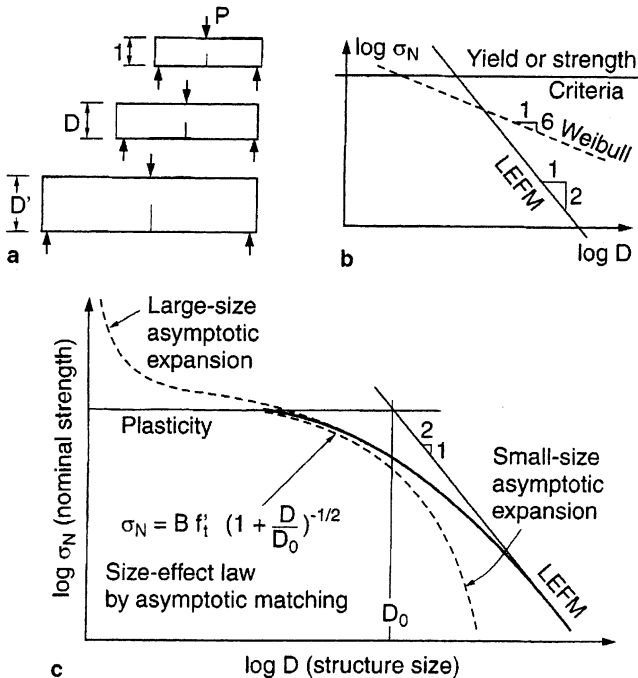 P
1
D
D'
a
log σN
Yield or strength
Criteria
1
6
Weibull
LEFM
1
2
log D
b
log σN (nominal strength)
Large-size
asymptotic
expansion
Plasticity
2
1
Small-size
asymptotic
expansion
σN = B f't (1 + D/D0)^-1/2
Size-effect law
by asymptotic matching
D0
LEFM
log D (structure size)
c